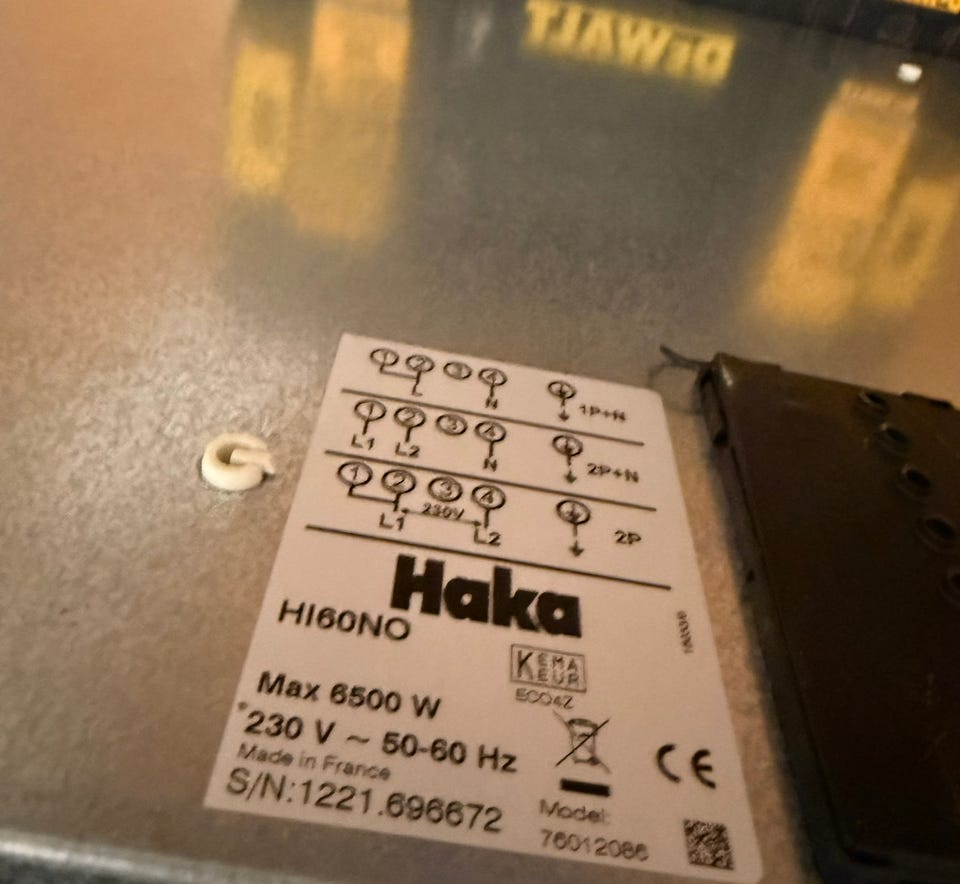 DEWALT
1 2 3 4
L N 1P+N
1 2 3 4
L1 L2 N 2P+N
1 2 3 4
230V
L1 L2 2P
Haka
HI60NO
KEMA
EUR
Max 6500 W
230 V ~ 50-60 Hz
Made in France
S/N:1221.696672
CE
Model:
76012086